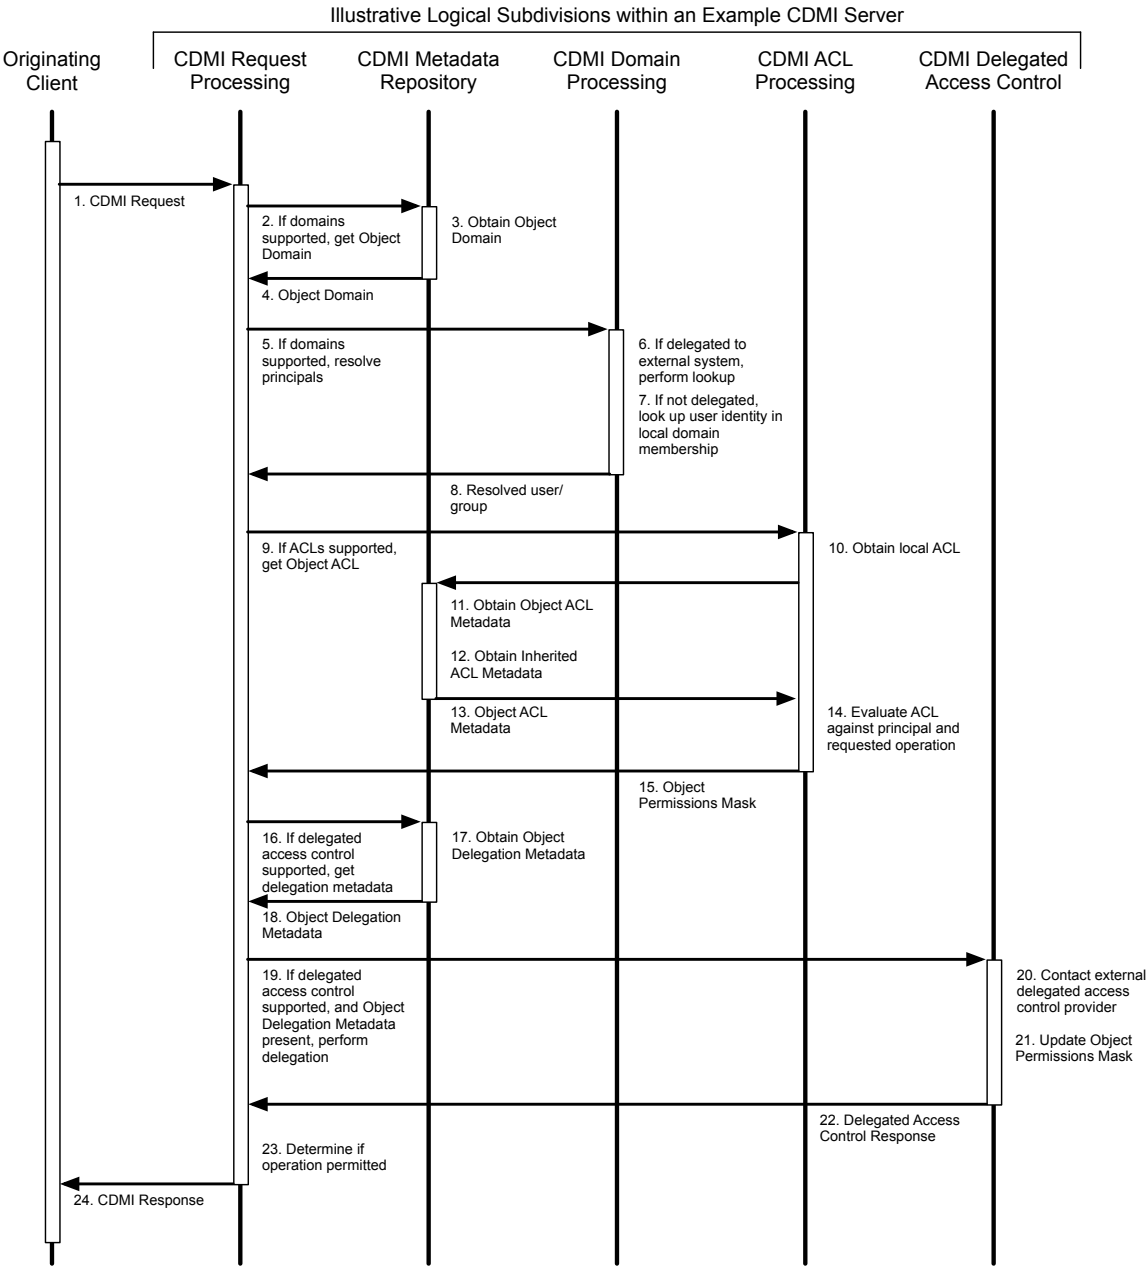 Illustrative Logical Subdivisions within an Example CDMI Server
Originating
Client
CDMI Request
Processing
CDMI Metadata
Repository
CDMI Domain
Processing
CDMI ACL
Processing
CDMI Delegated
Access Control
1. CDMI Request
2. If domains
supported, get Object
Domain
3. Obtain Object
Domain
4. Object Domain
5. If domains
supported, resolve
principals
6. If delegated to
external system,
perform lookup
7. If not delegated,
look up user identity in
local domain
membership
8. Resolved user/
group
9. If ACLs supported,
get Object ACL
10. Obtain local ACL
11. Obtain Object ACL
Metadata
12. Obtain Inherited
ACL Metadata
13. Object ACL
Metadata
14. Evaluate ACL
against principal and
requested operation
15. Object
Permissions Mask
16. If delegated
access control
supported, get
delegation metadata
17. Obtain Object
Delegation Metadata
18. Object Delegation
Metadata
19. If delegated
access control
supported, and Object
Delegation Metadata
present, perform
delegation
20. Contact external
delegated access
control provider
21. Update Object
Permissions Mask
22. Delegated Access
Control Response
23. Determine if
operation permitted
24. CDMI Response